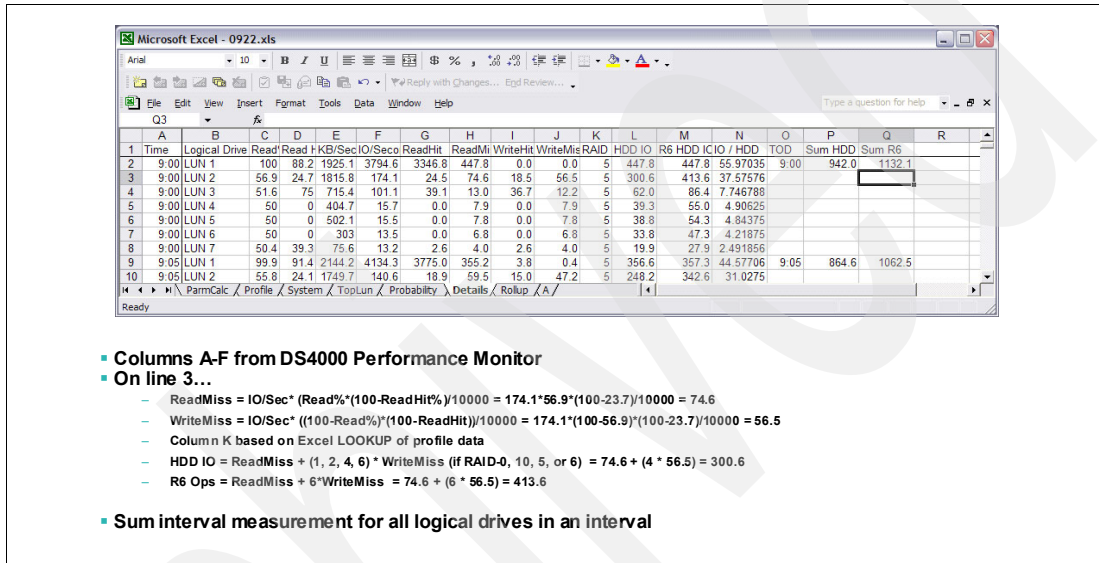 Microsoft Excel - 0922.xls
Arial 10 B I U $ % ,
Reply with Changes... End Review...
File Edit View Insert Format Tools Data Window Help Type a question for help
Q3 fx
A B C D E F G H I J K L M N O P Q R
1 Time Logical Drive Read' Read H KB/Sec IO/Seco ReadHit ReadMi WriteHit WriteMis RAID HDD IO R6 HDD IO IO / HDD TOD Sum HDD Sum R6
2 9:00 LUN 1 100 88.2 1925.1 3794.6 3346.8 447.8 0.0 0.0 5 447.8 447.8 55.97035 9:00 942.0 1132.1
3 9:00 LUN 2 56.9 24.7 1815.8 174.1 24.5 74.6 18.5 56.5 5 300.6 413.6 37.57576
4 9:00 LUN 3 51.6 75 715.4 101.1 39.1 13.0 36.7 12.2 5 62.0 86.4 7.746788
5 9:00 LUN 4 50 0 404.7 15.7 0.0 7.9 0.0 7.9 5 39.3 55.0 4.90625
6 9:00 LUN 5 50 0 502.1 15.5 0.0 7.8 0.0 7.8 5 38.8 54.3 4.84375
7 9:00 LUN 6 50 0 303 13.5 0.0 6.8 0.0 6.8 5 33.8 47.3 4.21875
8 9:00 LUN 7 50.4 39.3 75.6 13.2 2.6 4.0 2.6 4.0 5 19.9 27.9 2.491856
9 9:05 LUN 1 99.9 91.4 2144.2 4134.3 3775.0 355.2 3.8 0.4 5 356.6 357.3 44.57706 9:05 864.6 1062.5
10 9:05 LUN 2 55.8 24.1 1749.7 140.6 18.9 59.5 15.0 47.2 5 248.2 342.6 31.0275
ParmCalc Profile System TopLun Probability Details Rollup A
Ready
▪ Columns A-F from DS4000 Performance Monitor
▪ On line 3…
– ReadMiss = IO/Sec* (Read%*(100-ReadHit%)/10000 = 174.1*56.9*(100-23.7)/10000 = 74.6
– WriteMiss = IO/Sec* ((100-Read%)*(100-ReadHit))/10000 = 174.1*(100-56.9)*(100-23.7)/10000 = 56.5
– Column K based on Excel LOOKUP of profile data
– HDD IO = ReadMiss + (1, 2, 4, 6) * WriteMiss (if RAID-0, 10, 5, or 6) = 74.6 + (4 * 56.5) = 300.6
– R6 Ops = ReadMiss + 6*WriteMiss = 74.6 + (6 * 56.5) = 413.6
▪ Sum interval measurement for all logical drives in an interval